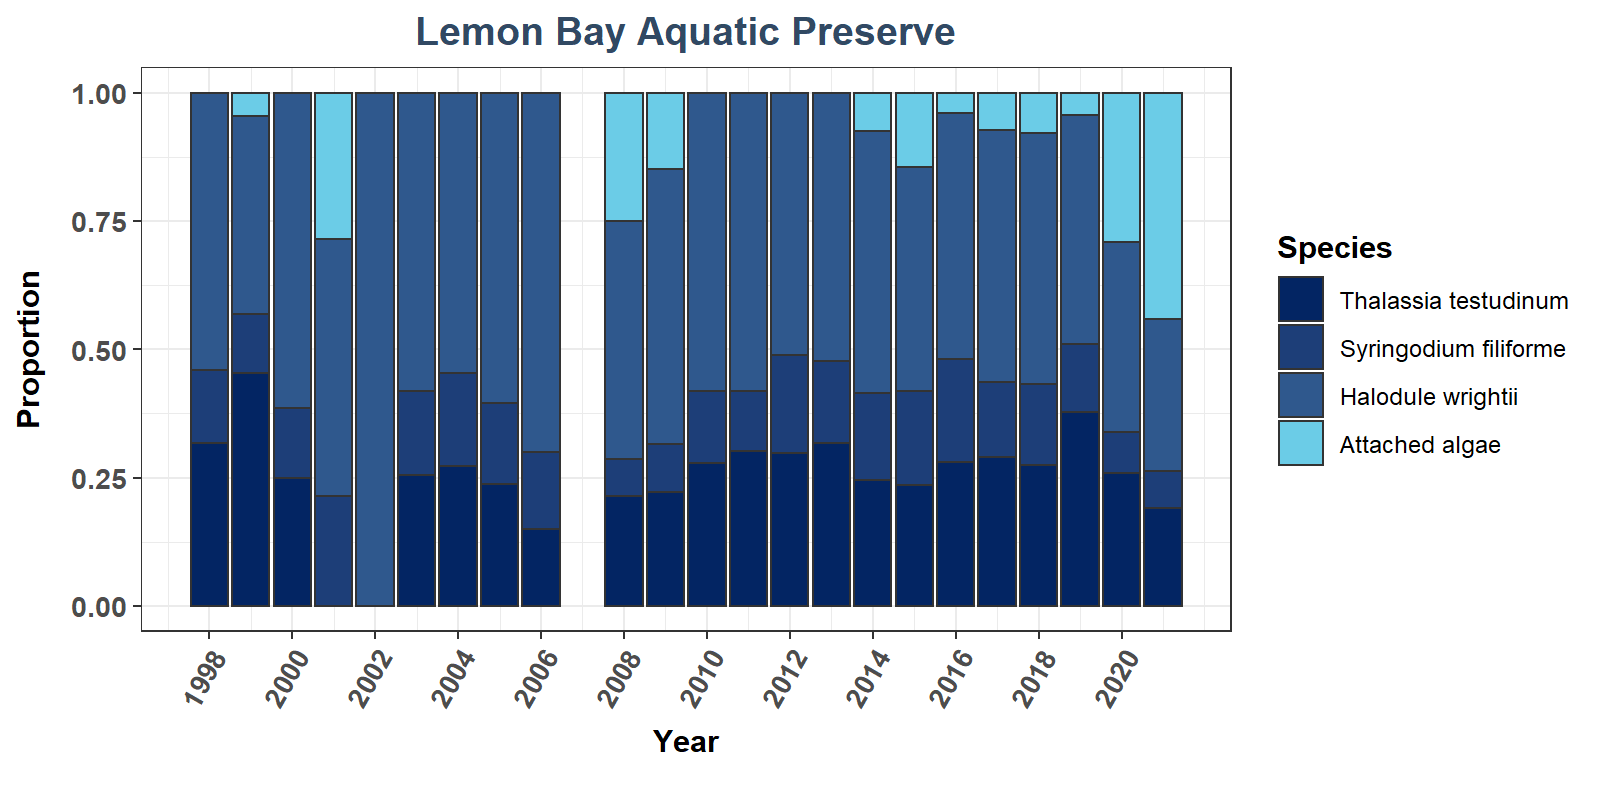 Lemon Bay Aquatic Preserve
1.00
0.75
0.50
0.25
0.00
Proportion
1998
2000
2002
2004
2006
2008
2010
2012
2014
2016
2018
2020
Year
Species
Thalassia testudinum
Syringodium filiforme
Halodule wrightii
Attached algae